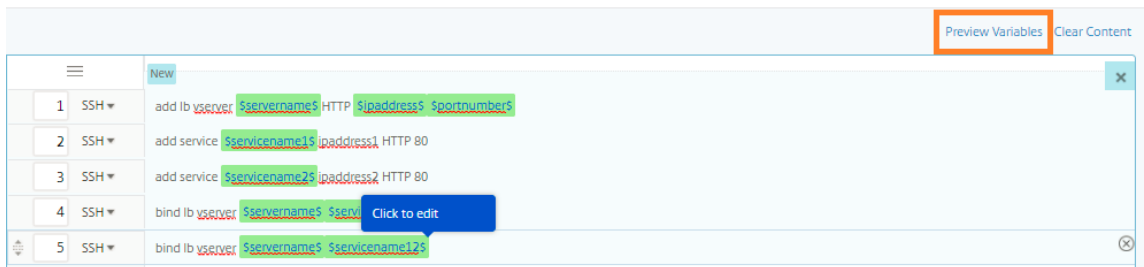 Preview Variables Clear Content
New
1 SSH add lb vserver $servername$ HTTP $ipaddress$ $portnumber$
2 SSH add service $servicename1$ ipaddress1 HTTP 80
3 SSH add service $servicename2$ ipaddress2 HTTP 80
4 SSH bind lb vserver $servername$ Click to edit
5 SSH bind lb vserver $servername$ $servicename12$